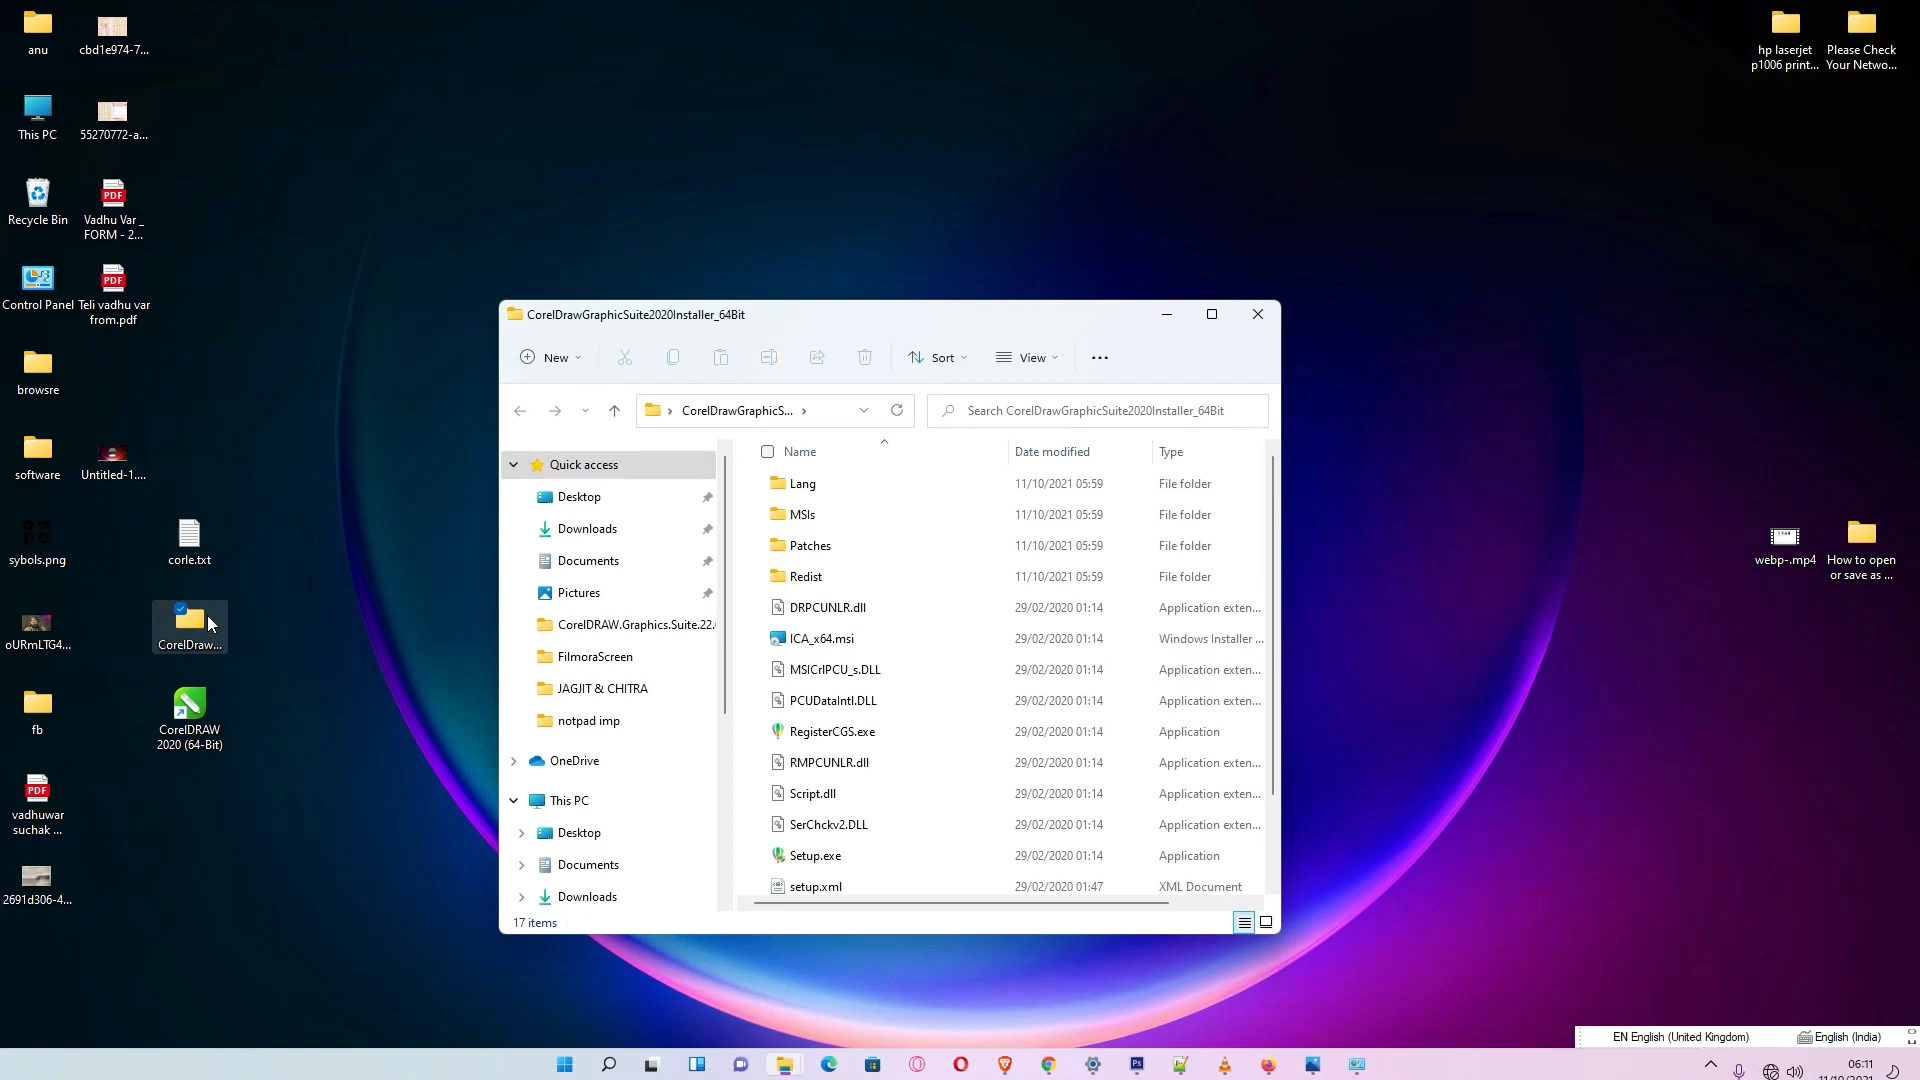 anu
cbd1e974-7...
This PC
55270772-a...
Recycle Bin
Vadhu Var _
FORM - 2...
Control Panel
Teli vadhu var
from.pdf
browsre
software
Untitled-1....
sybols.png
corle.txt
oURmLTG4...
CorelDraw...
fb
CorelDRAW
2020 (64-Bit)
vadhuwar
suchak ...
2691d306-4...
hp laserjet
p1006 print...
Please Check
Your Netwo...
webp-.mp4
How to open
or save as ...
CorelDrawGraphicSuite2020Installer_64Bit
New
Sort
View
CorelDrawGraphicS...
Search CorelDrawGraphicSuite2020Installer_64Bit
Quick access
Desktop
Downloads
Documents
Pictures
CorelDRAW.Graphics.Suite.22.
FilmoraScreen
JAGJIT & CHITRA
notpad imp
OneDrive
This PC
Desktop
Documents
Downloads
Name Date modified Type
Lang 11/10/2021 05:59 File folder
MSIs 11/10/2021 05:59 File folder
Patches 11/10/2021 05:59 File folder
Redist 11/10/2021 05:59 File folder
DRPCUNLR.dll 29/02/2020 01:14 Application exten...
ICA_x64.msi 29/02/2020 01:14 Windows Installer ...
MSICrlPCU_s.DLL 29/02/2020 01:14 Application exten...
PCUDataIntl.DLL 29/02/2020 01:14 Application exten...
RegisterCGS.exe 29/02/2020 01:14 Application
RMPCUNLR.dll 29/02/2020 01:14 Application exten...
Script.dll 29/02/2020 01:14 Application exten...
SerChckv2.DLL 29/02/2020 01:14 Application exten...
Setup.exe 29/02/2020 01:14 Application
setup.xml 29/02/2020 01:47 XML Document
17 items
EN English (United Kingdom) English (India)
06:11
11/10/2021